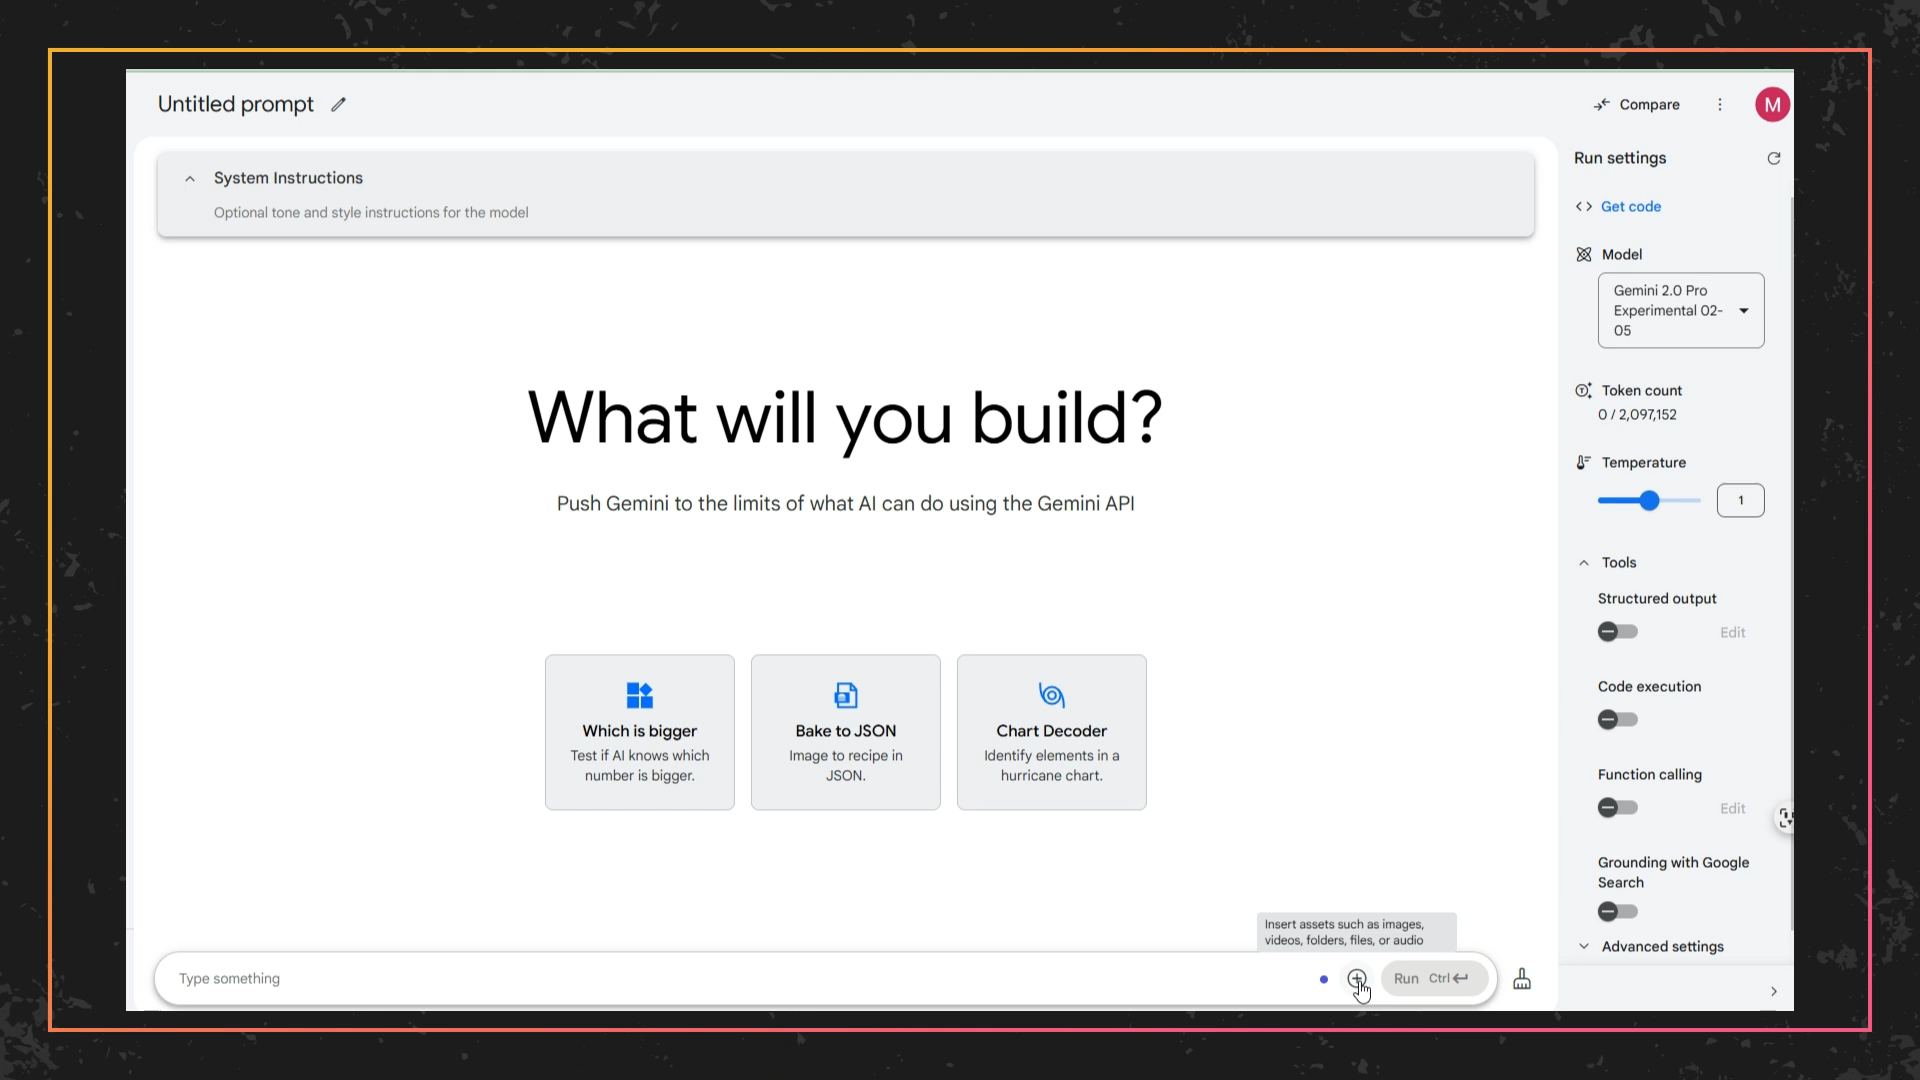 Untitled prompt
Compare
M
System Instructions
Optional tone and style instructions for the model
What will you build?
Push Gemini to the limits of what AI can do using the Gemini API
Which is bigger
Test if AI knows which
number is bigger.
Bake to JSON
Image to recipe in
JSON.
Chart Decoder
Identify elements in a
hurricane chart.
Insert assets such as images,
videos, folders, files, or audio
Type something
Run Ctrl
Run settings
Get code
Model
Gemini 2.0 Pro
Experimental 02-
05
Token count
0 / 2,097,152
Temperature
1
Tools
Structured output
Edit
Code execution
Function calling
Edit
Grounding with Google
Search
Advanced settings